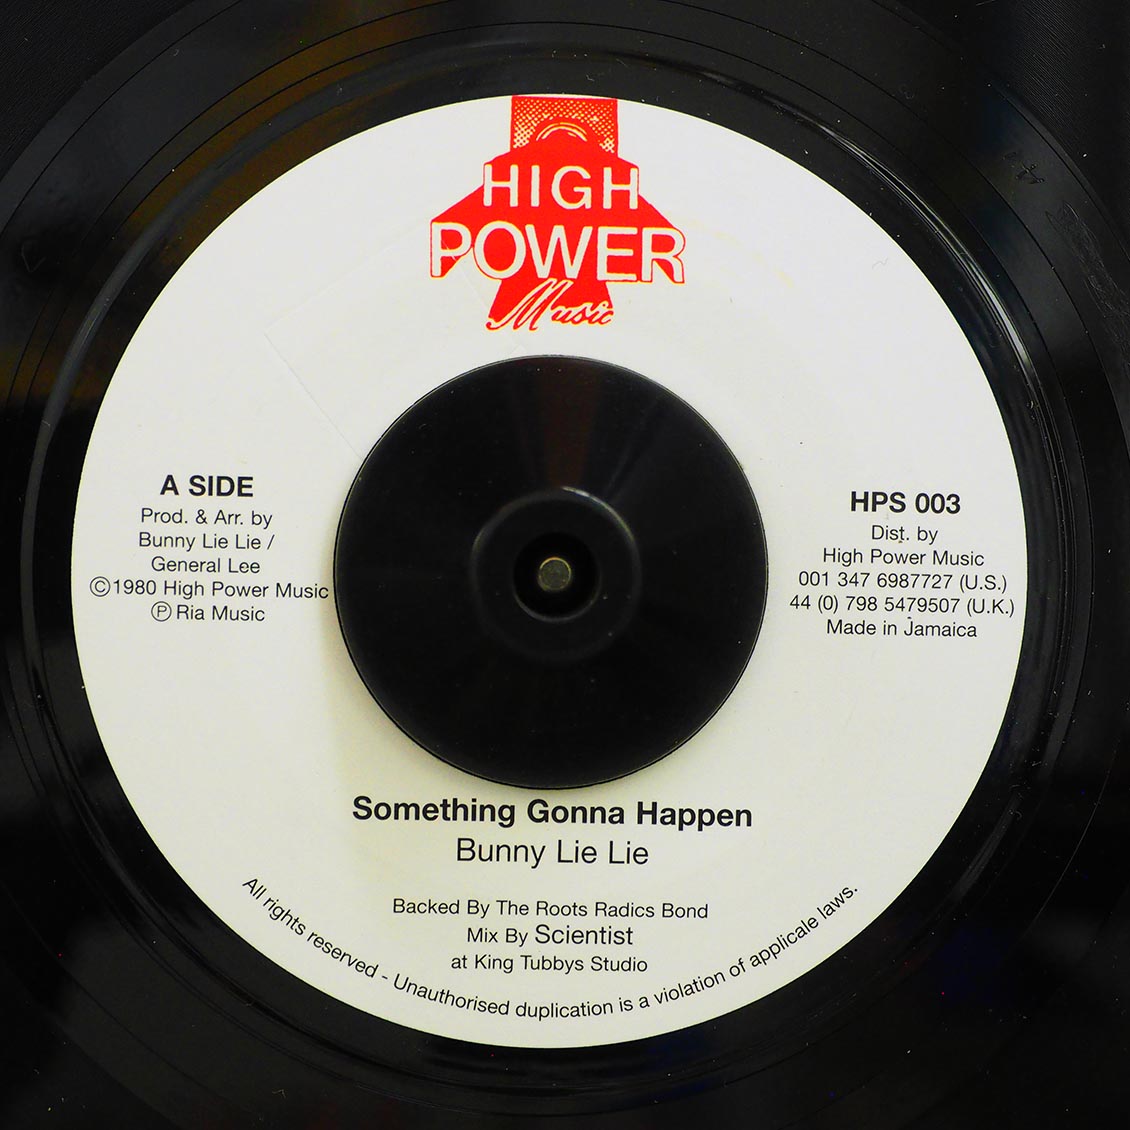 HIGH
POWER
Music
A SIDE
Prod. & Arr. by
Bunny Lie Lie /
General Lee
©1980 High Power Music
℗ Ria Music
HPS 003
Dist. by
High Power Music
001 347 6987727 (U.S.)
44 (0) 798 5479507 (U.K.)
Made in Jamaica
Something Gonna Happen
Bunny Lie Lie
Backed By The Roots Radics Bond
Mix By Scientist
at King Tubbys Studio
All rights reserved - Unauthorised duplication is a violation of applicale laws.